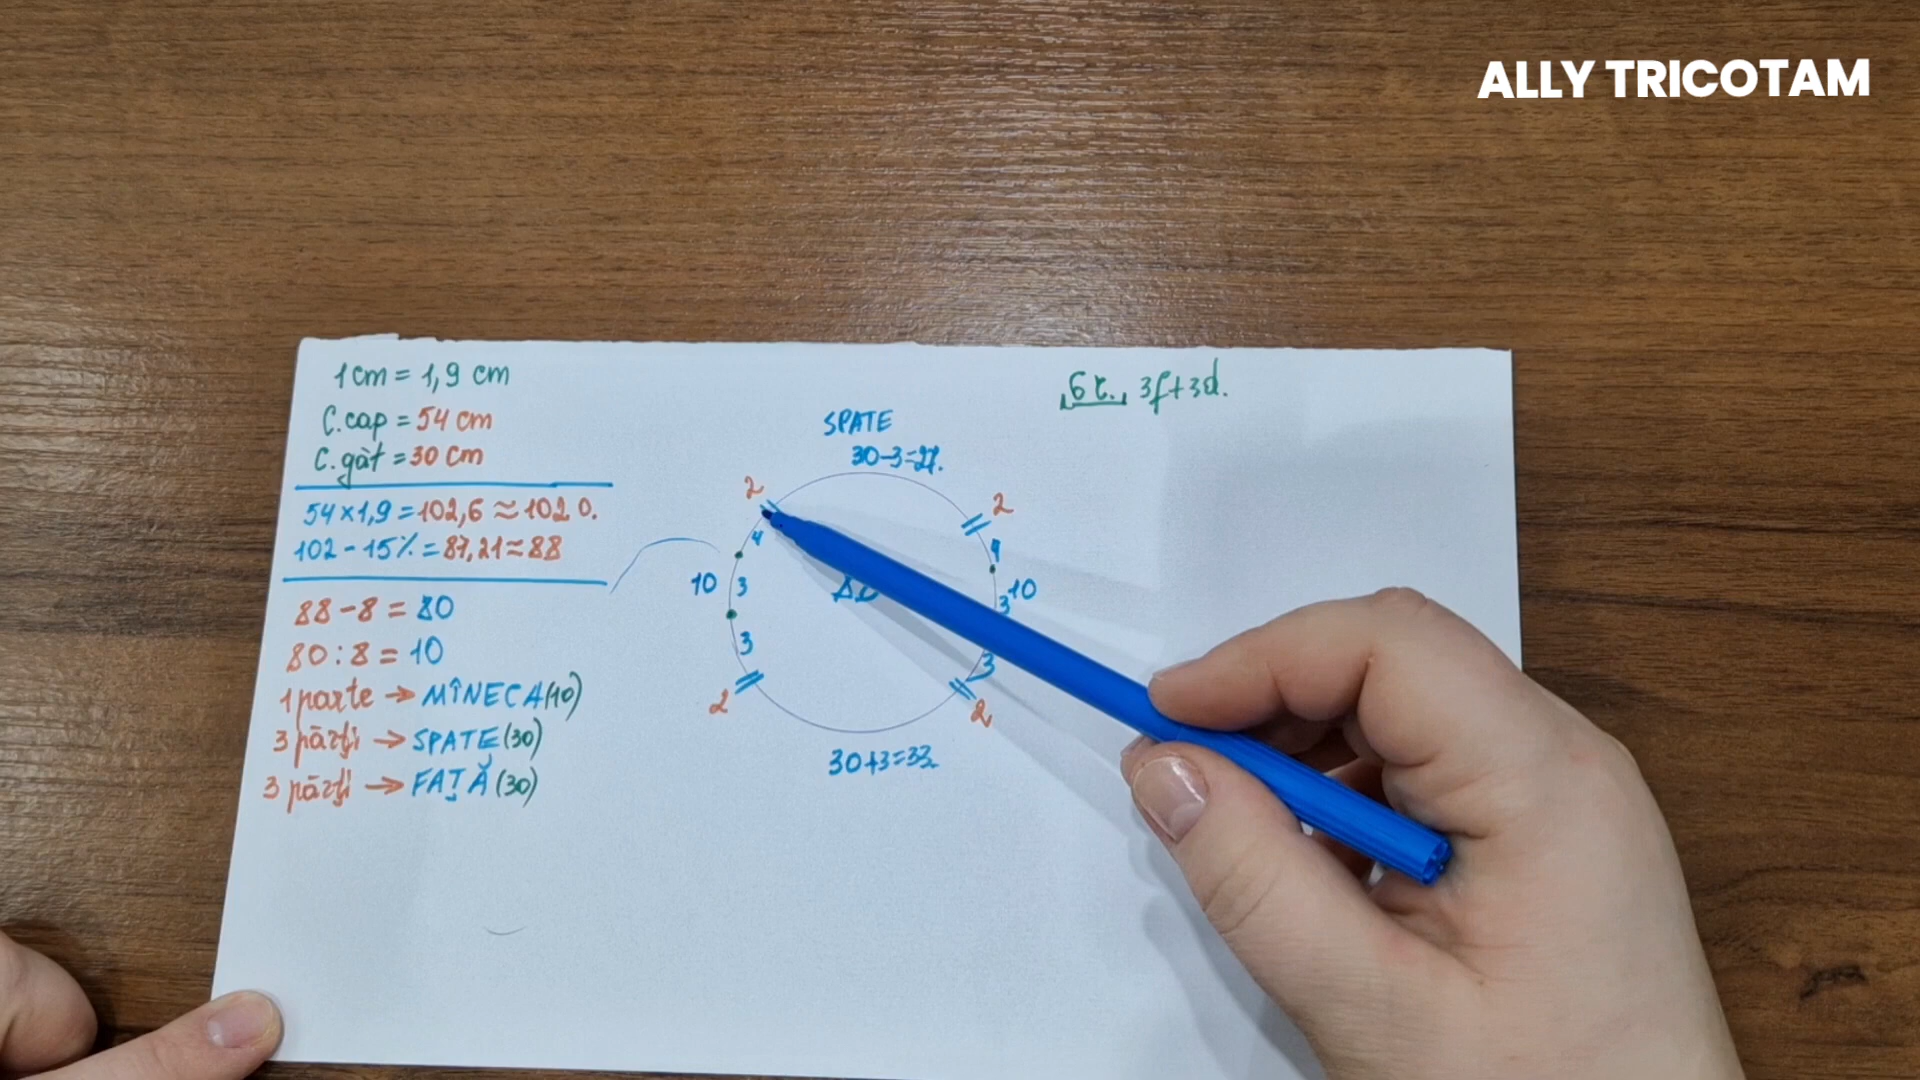 ALLY TRICOTAM
1 cm = 1,9 cm
C. cap = 54 cm
C. gât = 30 cm
54 x 1,9 = 102,6 ≈ 102 o.
102 - 15% = 87,21 ≈ 88
88 - 8 = 80
80 : 8 = 10
1 parte → MÎNECA (10)
3 părți → SPATE (30)
3 părți → FAȚĂ (30)
6 r. 3f+3d.
SPATE
30-3=27.
2
2
4
4
10
3
3
10
3
3
2
2
30+3=33.